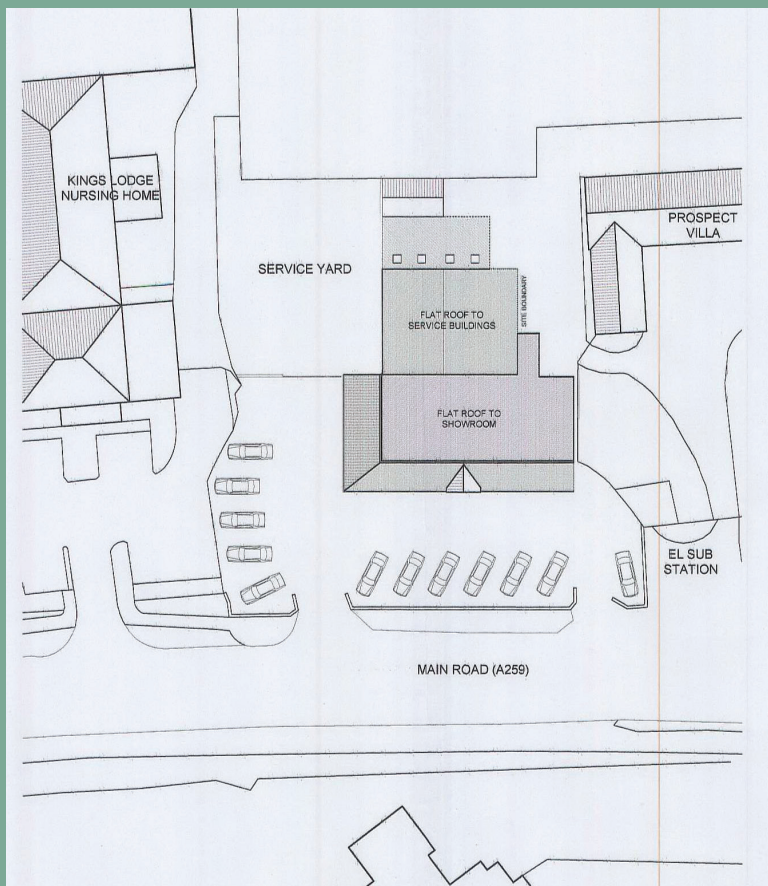 KINGS LODGE
NURSING HOME
PROSPECT
VILLA
SERVICE YARD
SITE BOUNDARY
FLAT ROOF TO
SERVICE BUILDINGS
FLAT ROOF TO
SHOWROOM
EL SUB
STATION
MAIN ROAD (A259)